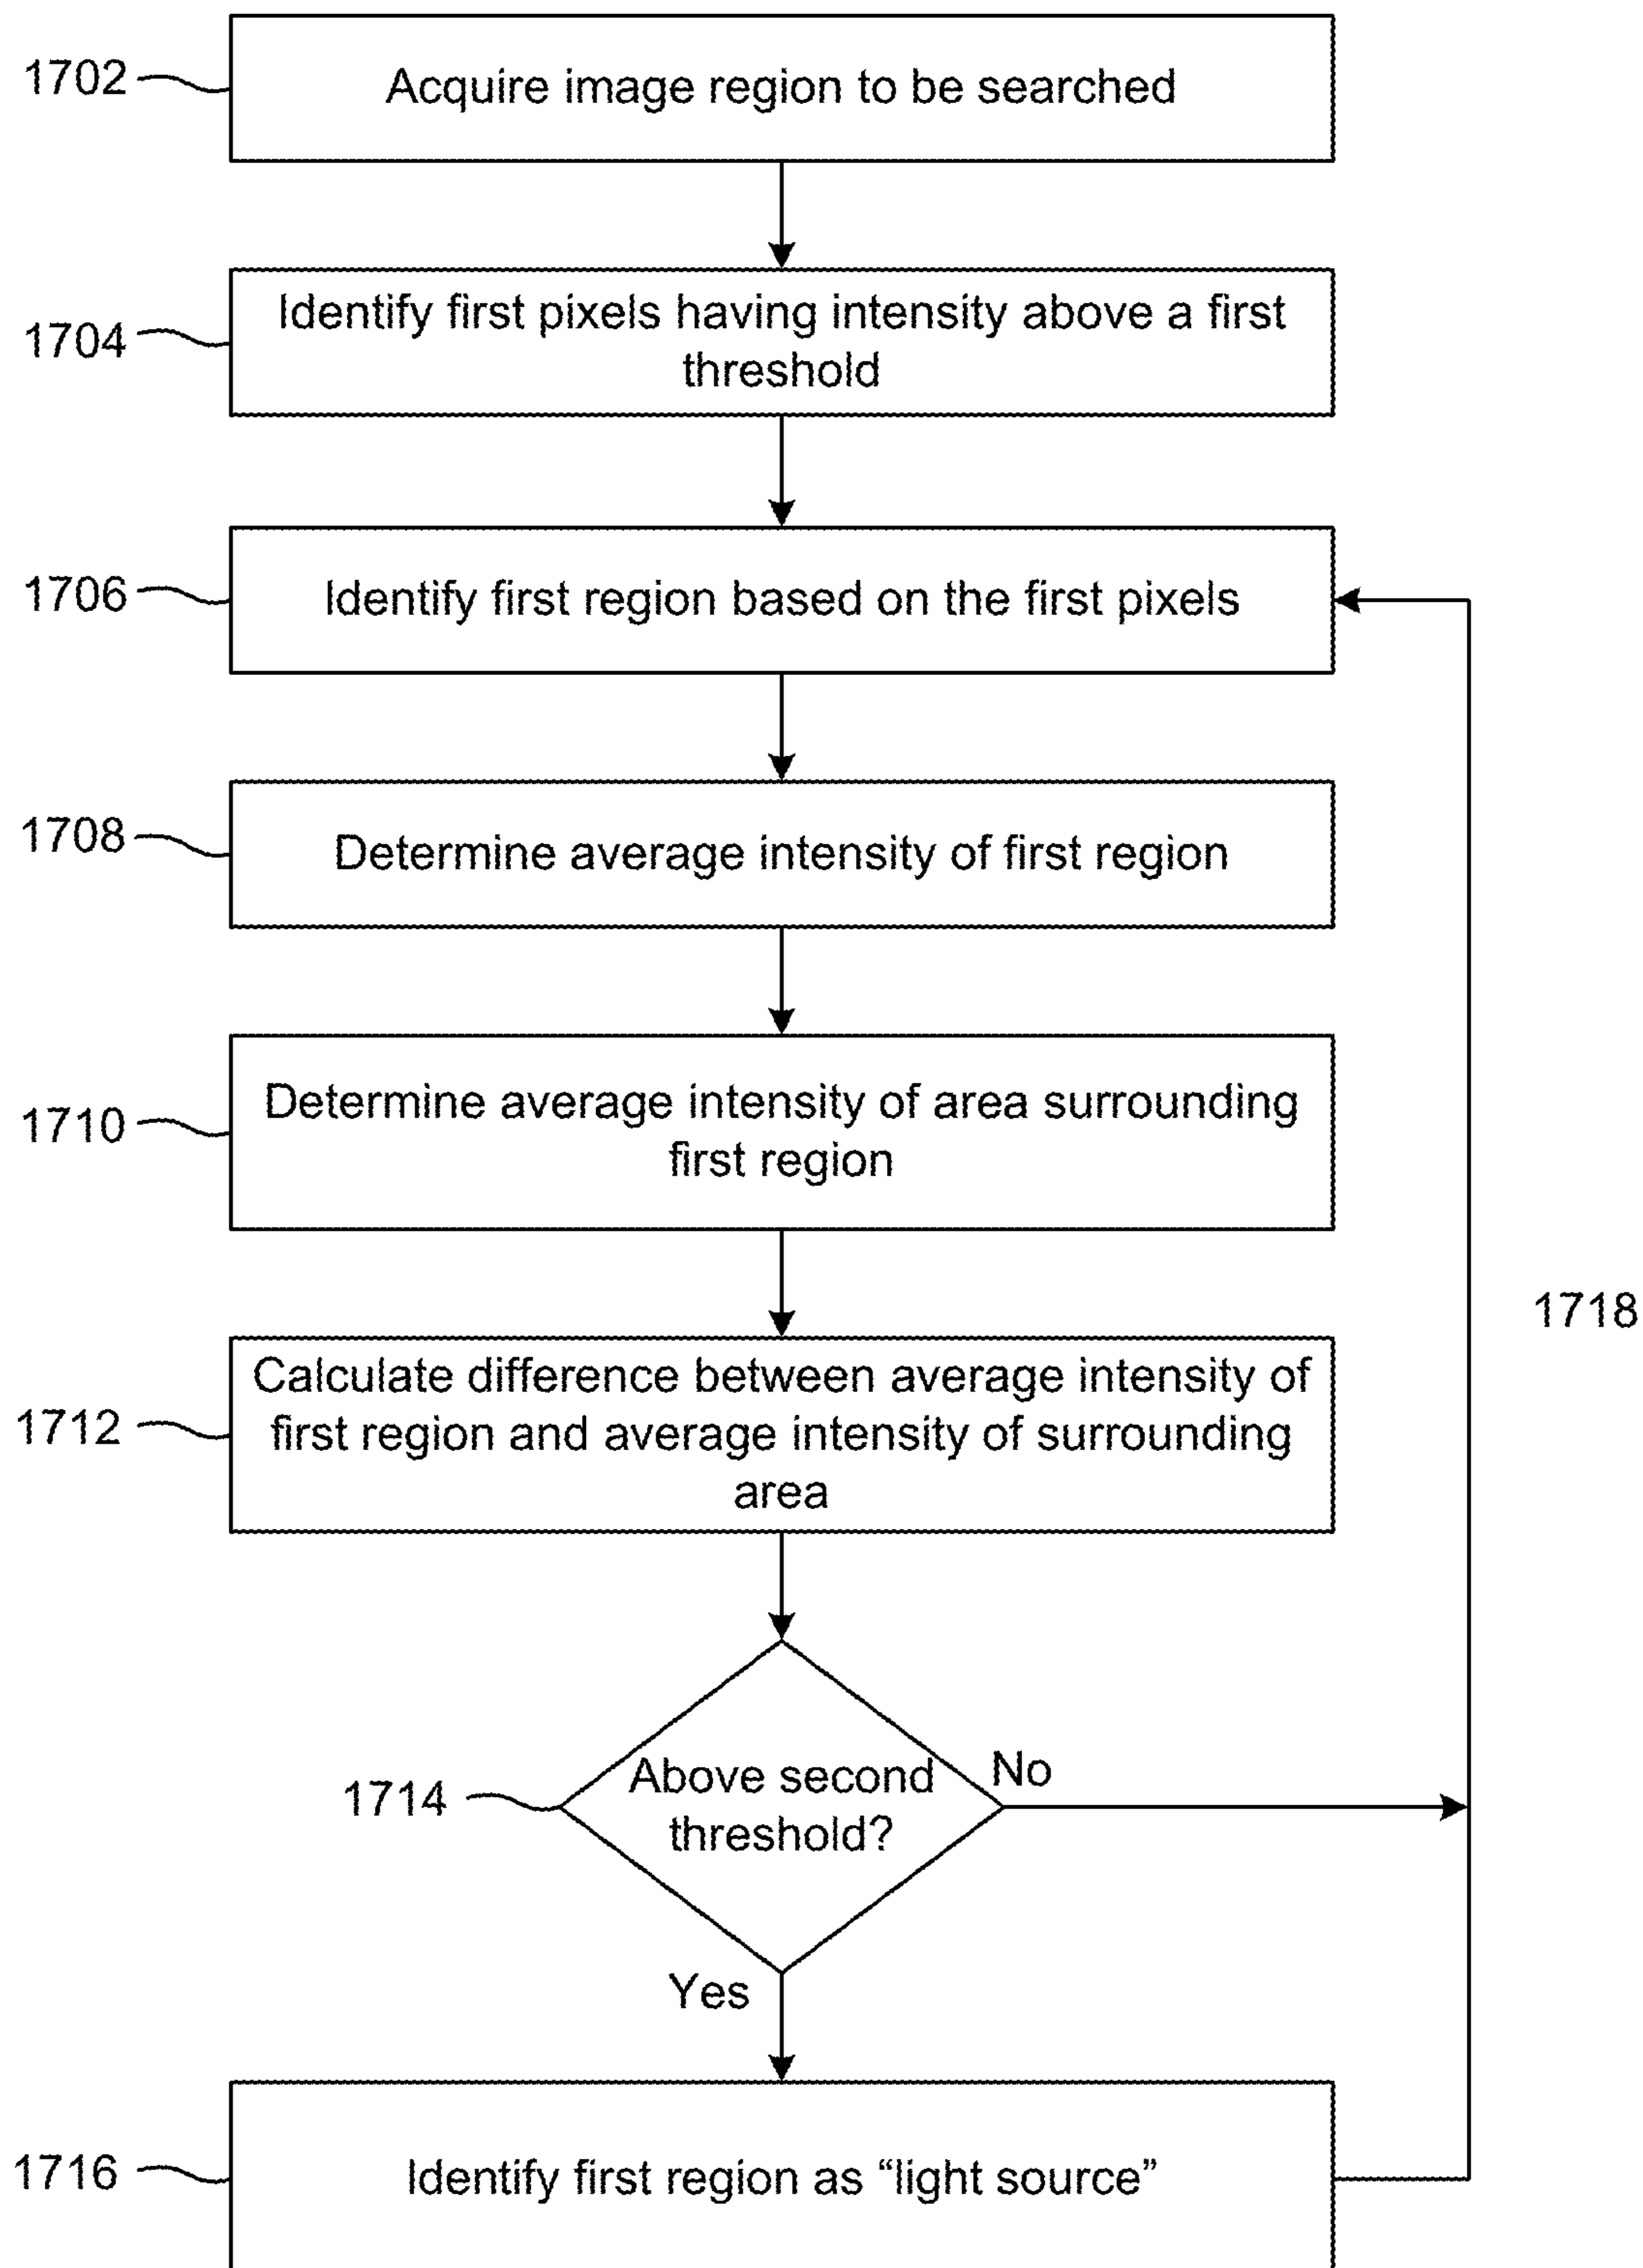 1702
Acquire image region to be searched
1704
Identify first pixels having intensity above a first
threshold
1706
Identify first region based on the first pixels
1708
Determine average intensity of first region
1710
Determine average intensity of area surrounding
first region
1718
1712
Calculate difference between average intensity of
first region and average intensity of surrounding
area
1714
Above second
threshold?
No
Yes
1716
Identify first region as “light source”